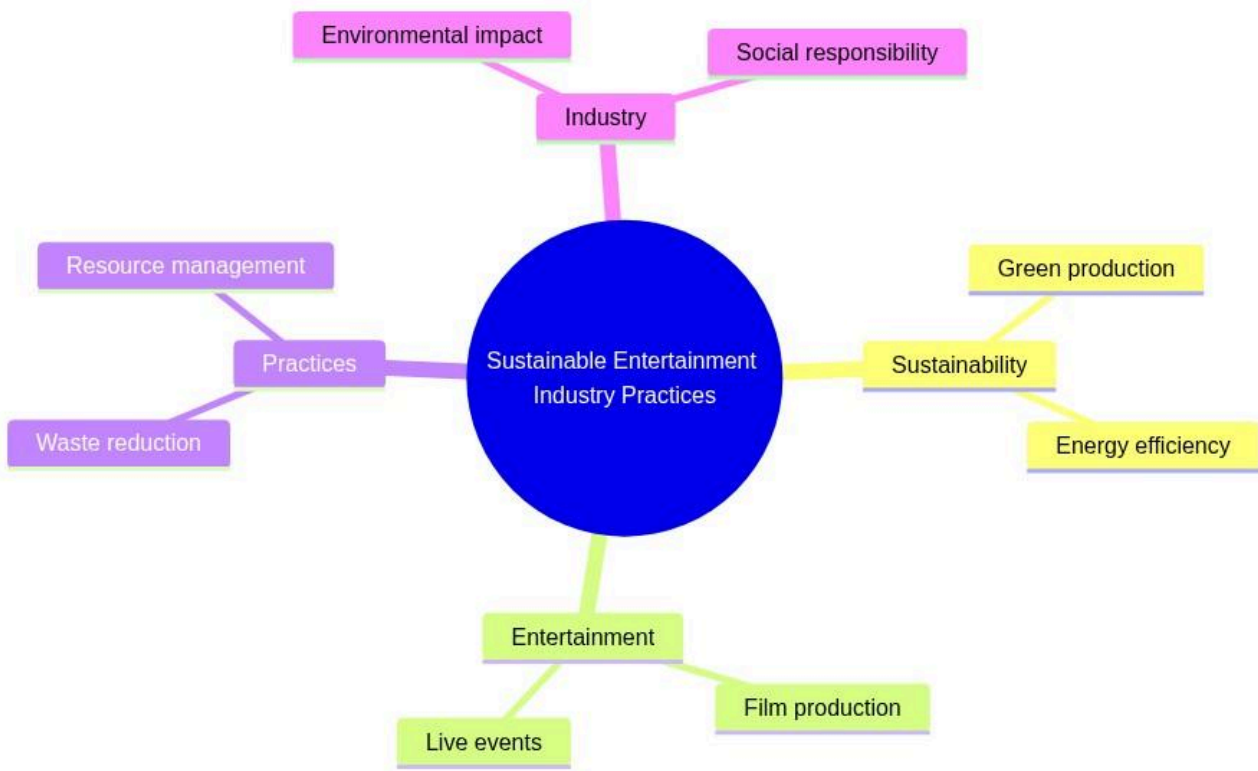 Environmental impact
Social responsibility
Industry
Resource management
Green production
Practices
Sustainable Entertainment
Industry Practices
Sustainability
Waste reduction
Energy efficiency
Entertainment
Film production
Live events